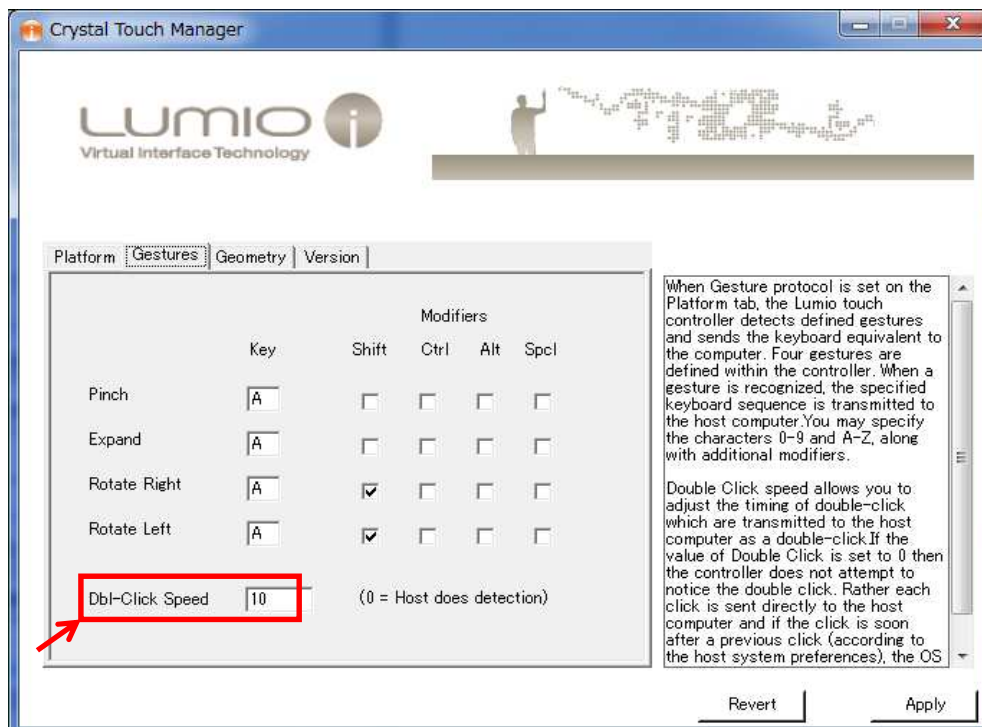 Crystal Touch Manager
LUMIO i
Virtual Interface Technology
Platform Gestures Geometry Version
Modifiers
Key Shift Ctrl Alt Spcl
Pinch A
Expand A
Rotate Right A
Rotate Left A
Dbl-Click Speed 10 (0 = Host does detection)
When Gesture protocol is set on the
Platform tab, the Lumio touch
controller detects defined gestures
and sends the keyboard equivalent to
the computer. Four gestures are
defined within the controller. When a
gesture is recognized, the specified
keyboard sequence is transmitted to
the host computer.You may specify
the characters 0-9 and A-Z, along
with additional modifiers.
Double Click speed allows you to
adjust the timing of double-click
which are transmitted to the host
computer as a double-click.If the
value of Double Click is set to 0 then
the controller does not attempt to
notice the double click. Rather each
click is sent directly to the host
computer and if the click is soon
after a previous click (according to
the host system preferences), the OS
Revert Apply